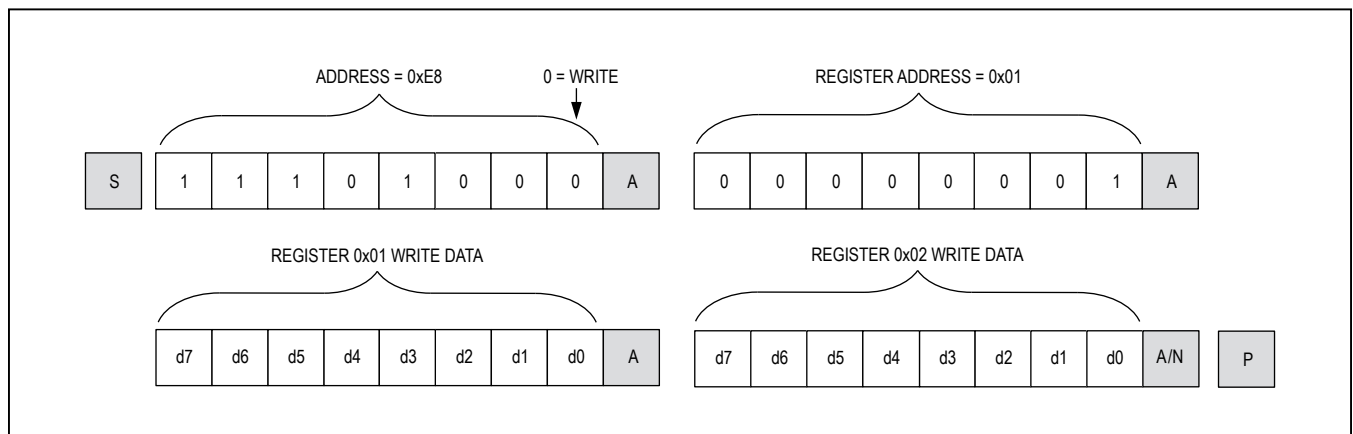 ADDRESS = 0xE8 0 = WRITE REGISTER ADDRESS = 0x01
S 1 1 1 0 1 0 0 0 A 0 0 0 0 0 0 0 1 A
REGISTER 0x01 WRITE DATA REGISTER 0x02 WRITE DATA
d7 d6 d5 d4 d3 d2 d1 d0 A d7 d6 d5 d4 d3 d2 d1 d0 A/N P